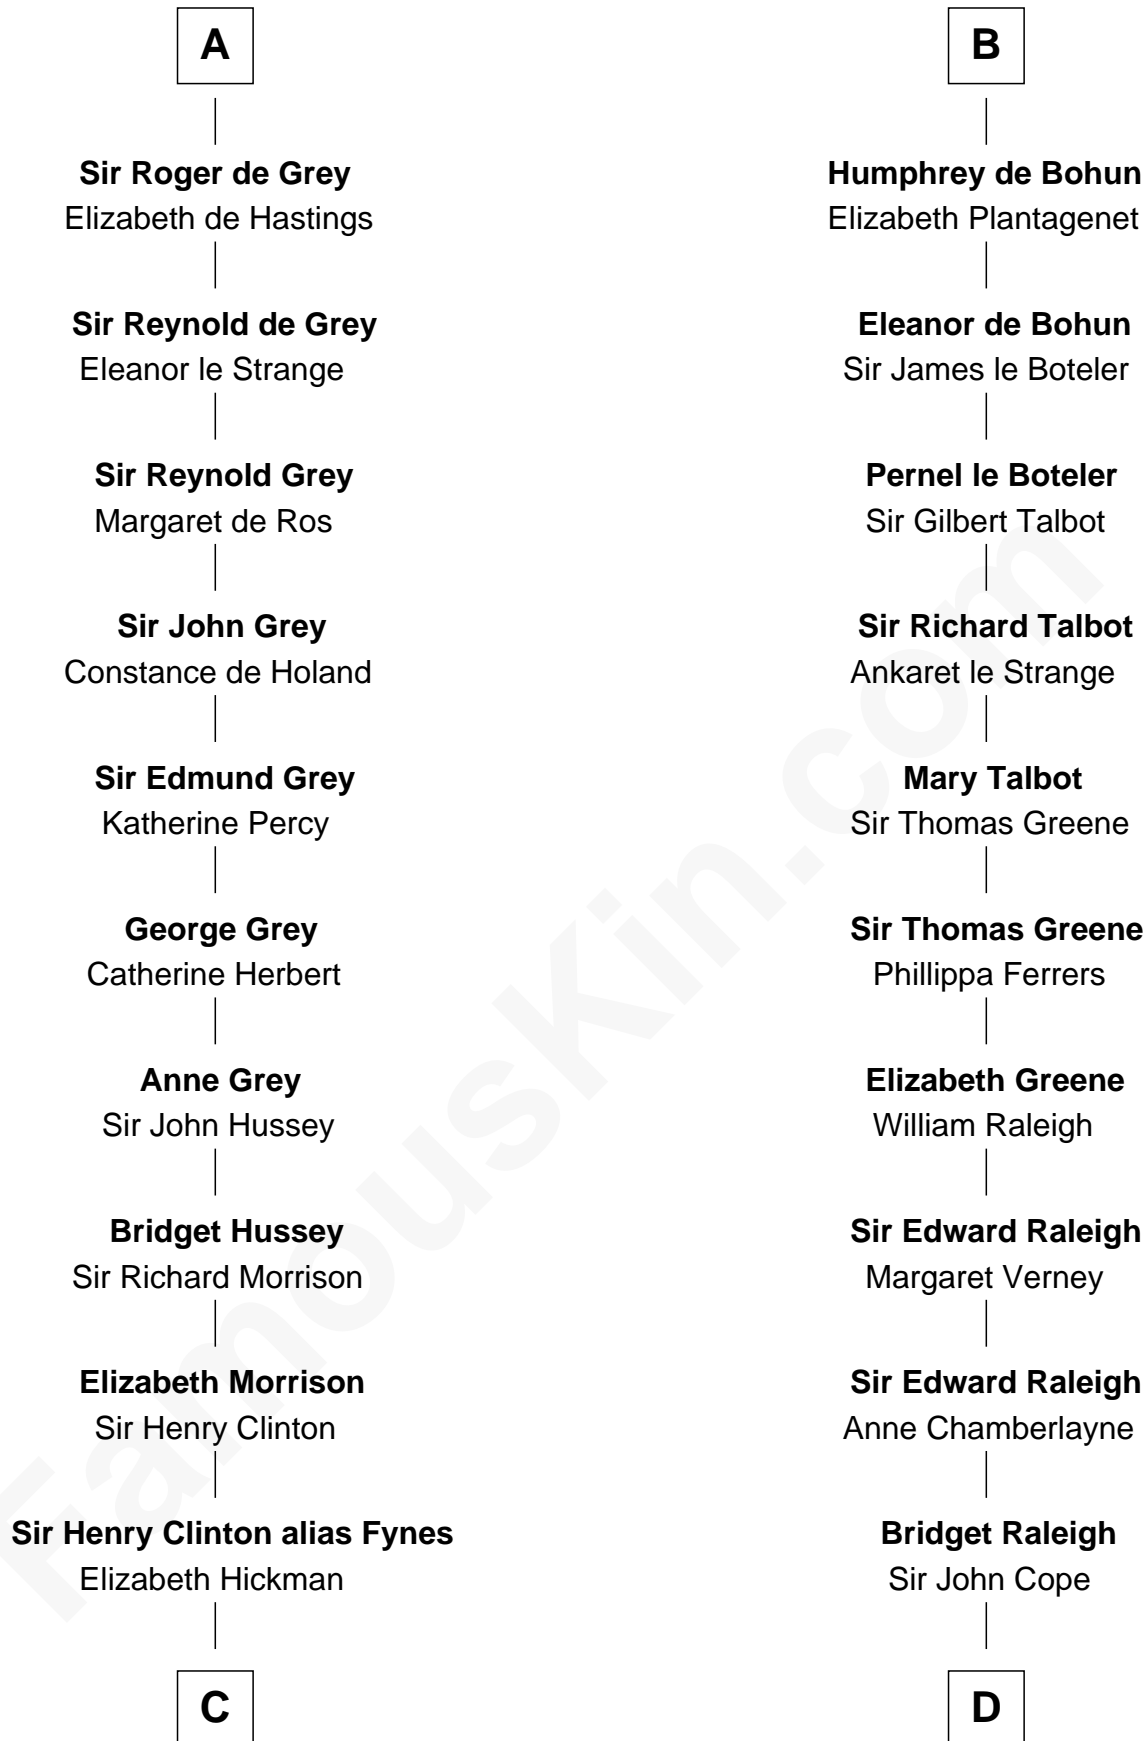 A
Sir Roger de Grey
Elizabeth de Hastings
Sir Reynold de Grey
Eleanor le Strange
Sir Reynold Grey
Margaret de Ros
Sir John Grey
Constance de Holand
Sir Edmund Grey
Katherine Percy
George Grey
Catherine Herbert
Anne Grey
Sir John Hussey
Bridget Hussey
Sir Richard Morrison
Elizabeth Morrison
Sir Henry Clinton
Sir Henry Clinton alias Fynes
Elizabeth Hickman
C
B
Humphrey de Bohun
Elizabeth Plantagenet
Eleanor de Bohun
Sir James le Boteler
Pernel le Boteler
Sir Gilbert Talbot
Sir Richard Talbot
Ankaret le Strange
Mary Talbot
Sir Thomas Greene
Sir Thomas Greene
Phillippa Ferrers
Elizabeth Greene
William Raleigh
Sir Edward Raleigh
Margaret Verney
Sir Edward Raleigh
Anne Chamberlayne
Bridget Raleigh
Sir John Cope
D
FamousKin.com